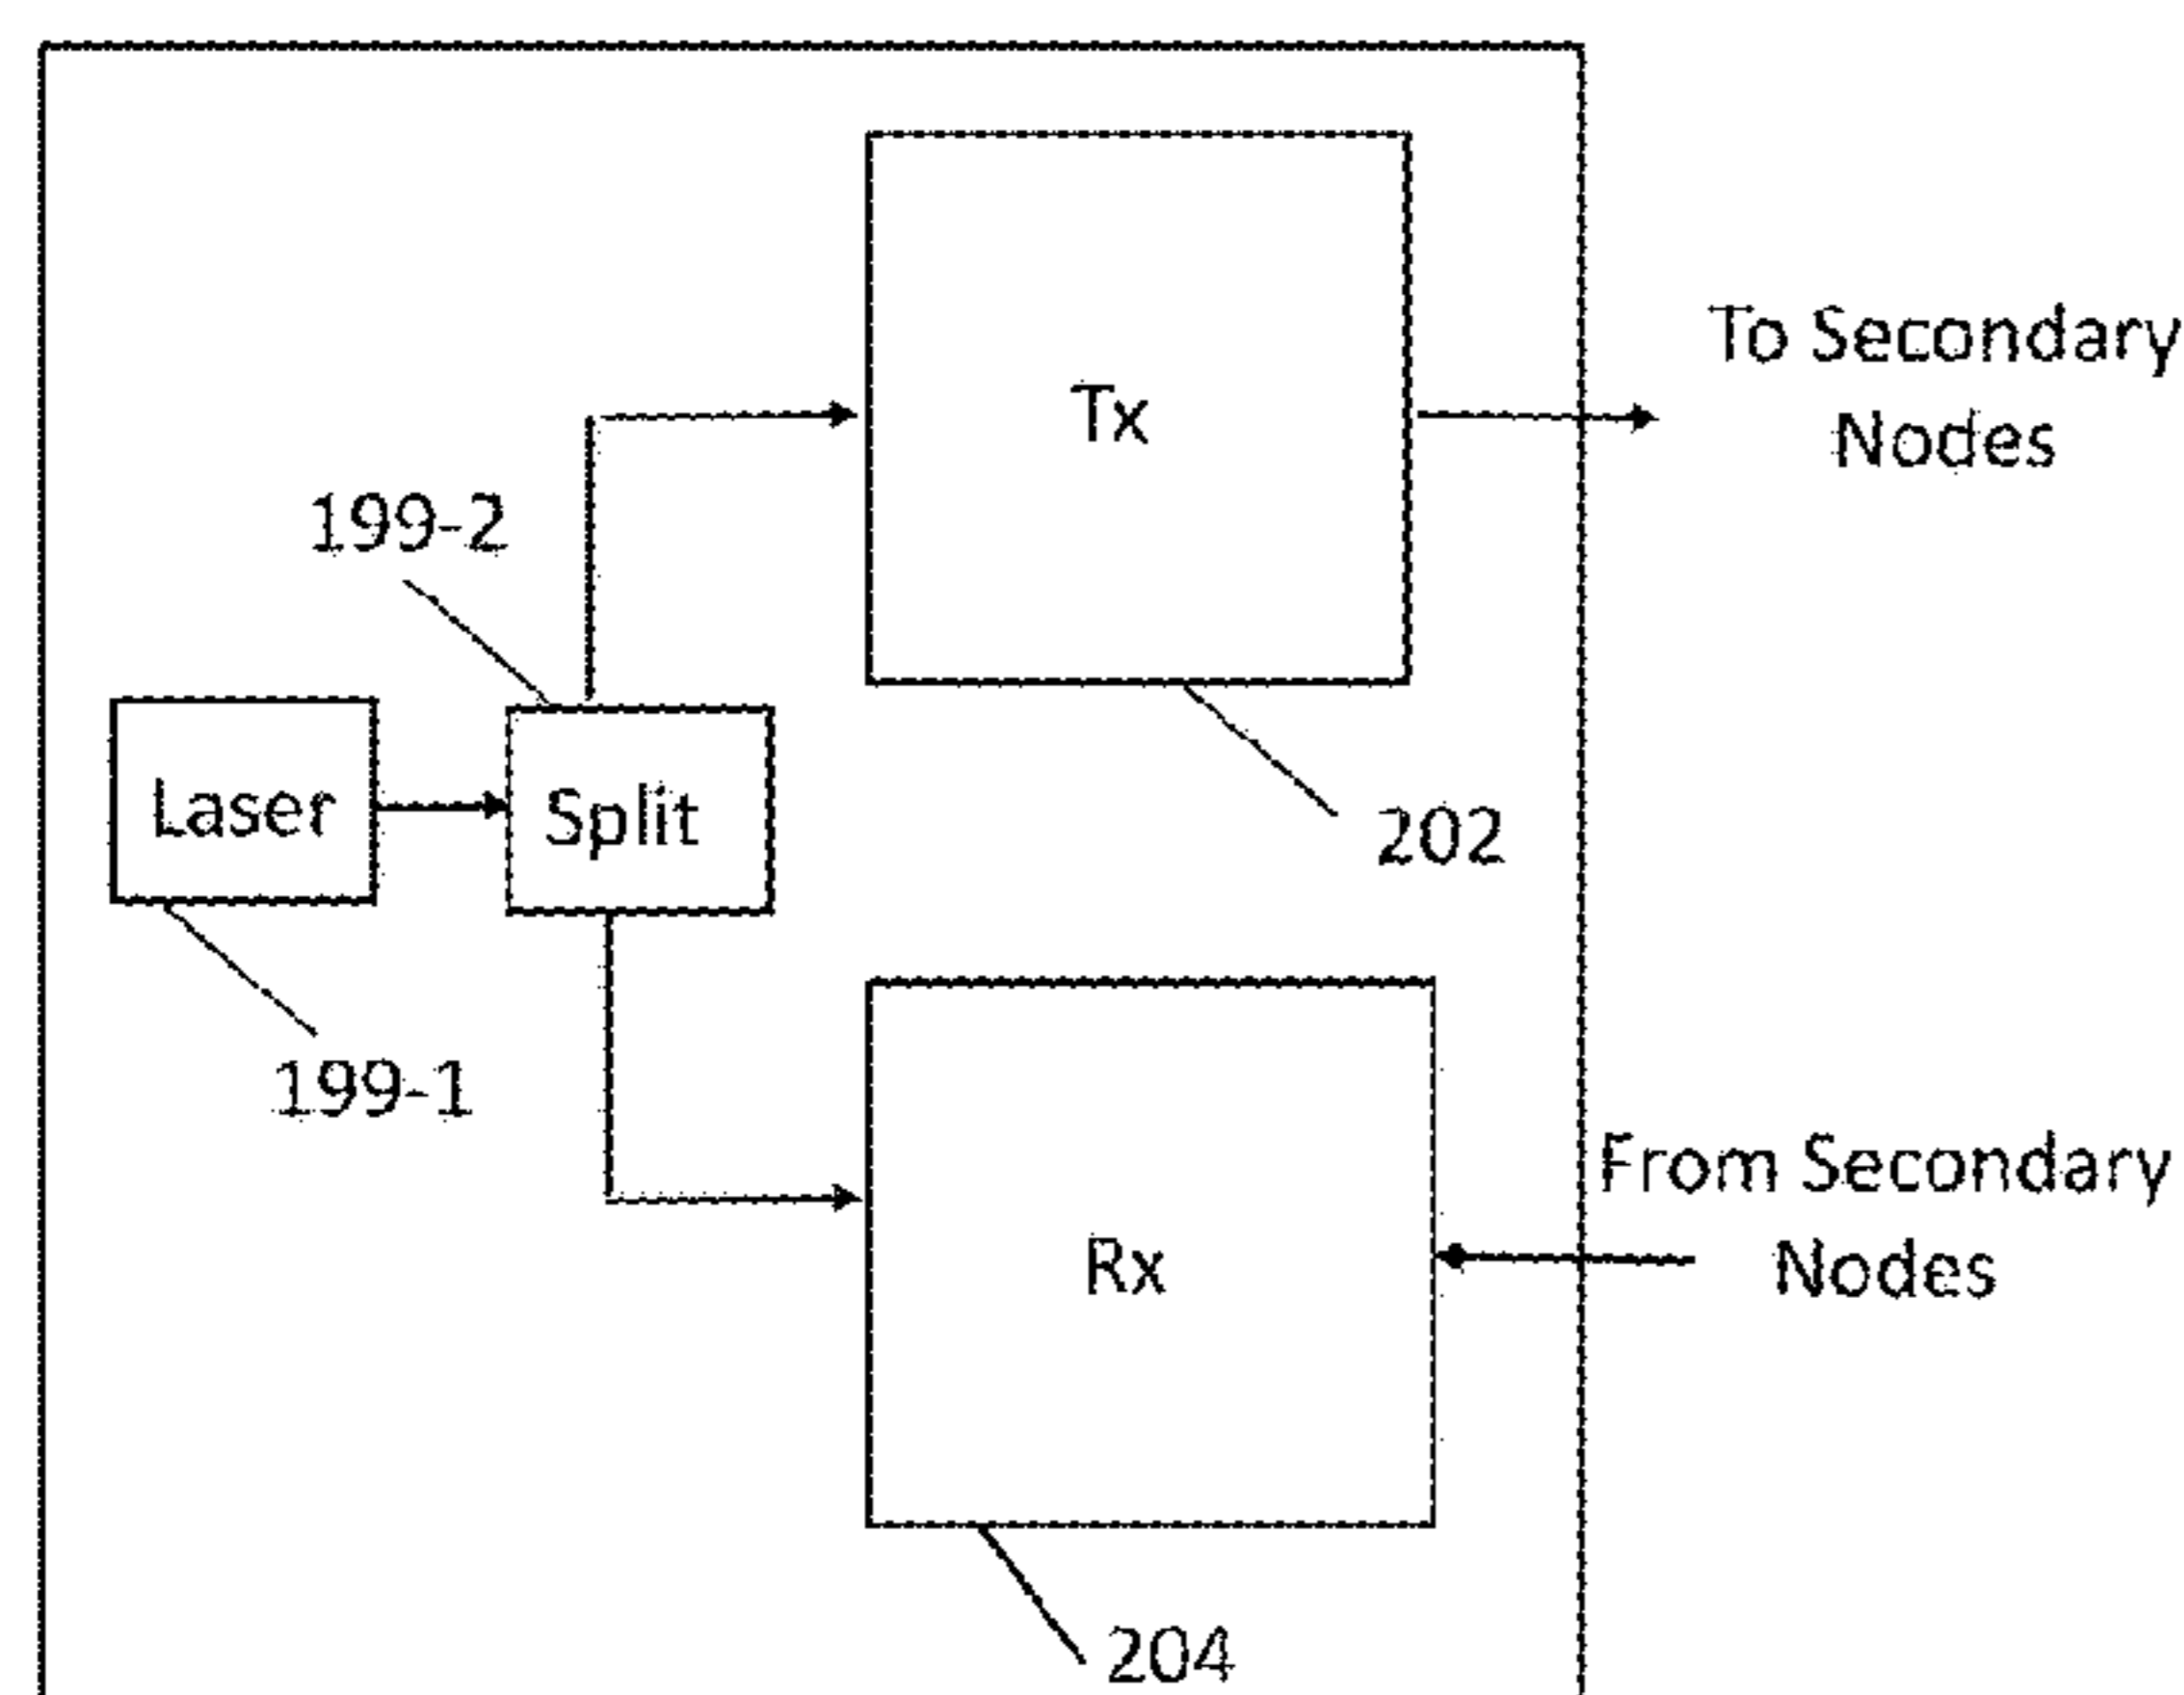 To Secondary
Nodes
Tx
199-2
Laser
Split
202
199-1
From Secondary
Nodes
Rx
204